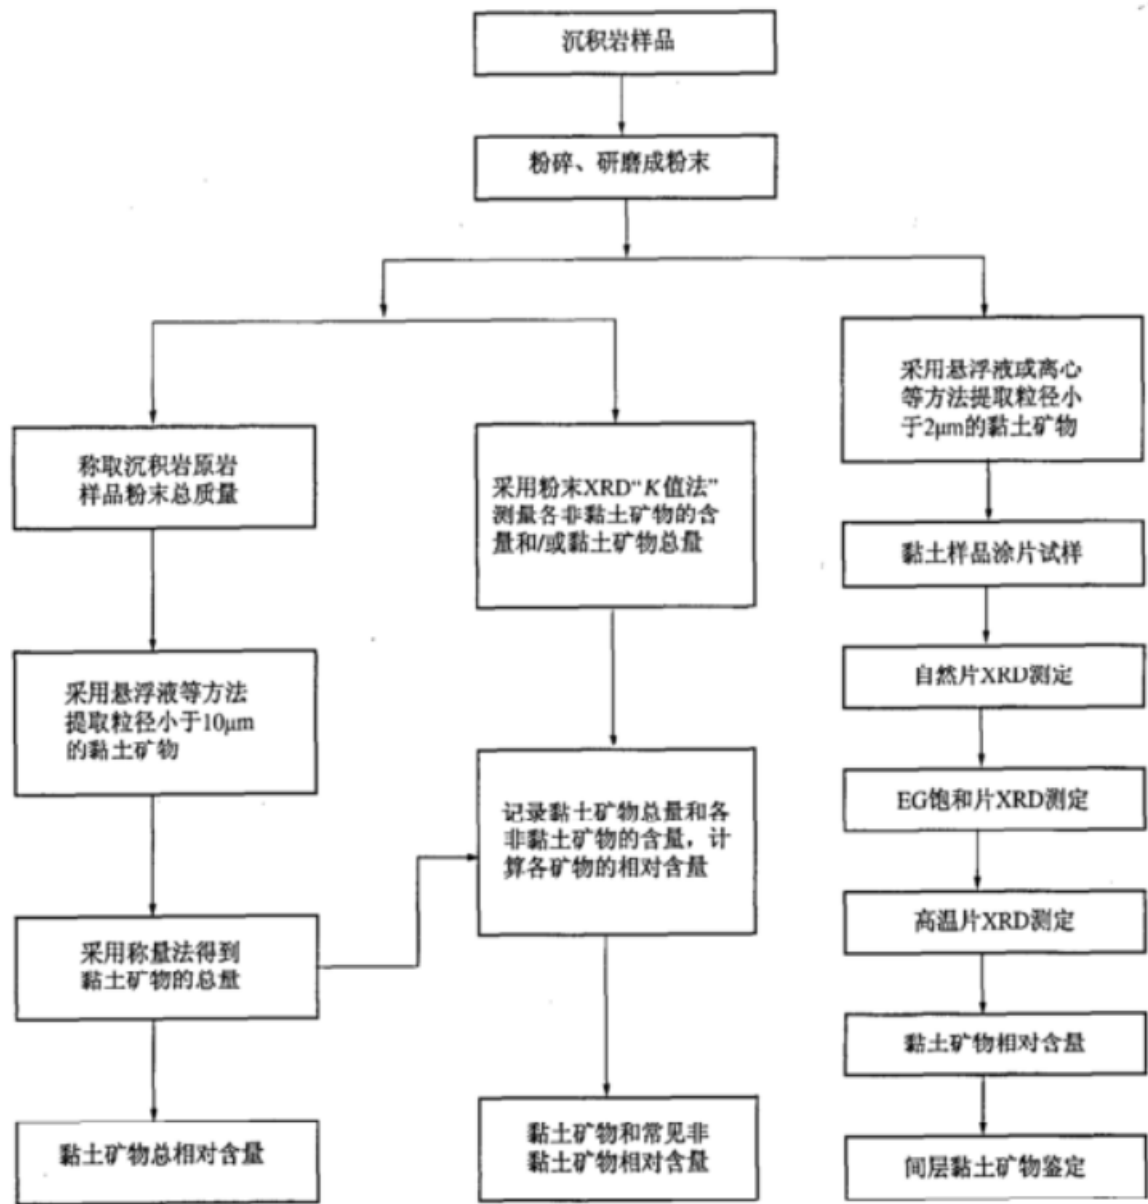 沉积岩样品
粉碎、研磨成粉末
采用悬浮液或离心
等方法提取粒径小
于2μm的黏土矿物
称取沉积岩原岩
样品粉末总质量
采用粉末XRD“K值法”
测量各非黏土矿物的含
量和/或黏土矿物总量
黏土样品涂片试样
自然片XRD测定
采用悬浮液等方法
提取粒径小于10μm
的黏土矿物
EG饱和片XRD测定
记录黏土矿物总量和各
非黏土矿物的含量，计
算各矿物的相对含量
高温片XRD测定
采用称量法得到
黏土矿物的总量
黏土矿物相对含量
黏土矿物总相对含量
黏土矿物和常见非
黏土矿物相对含量
间层黏土矿物鉴定